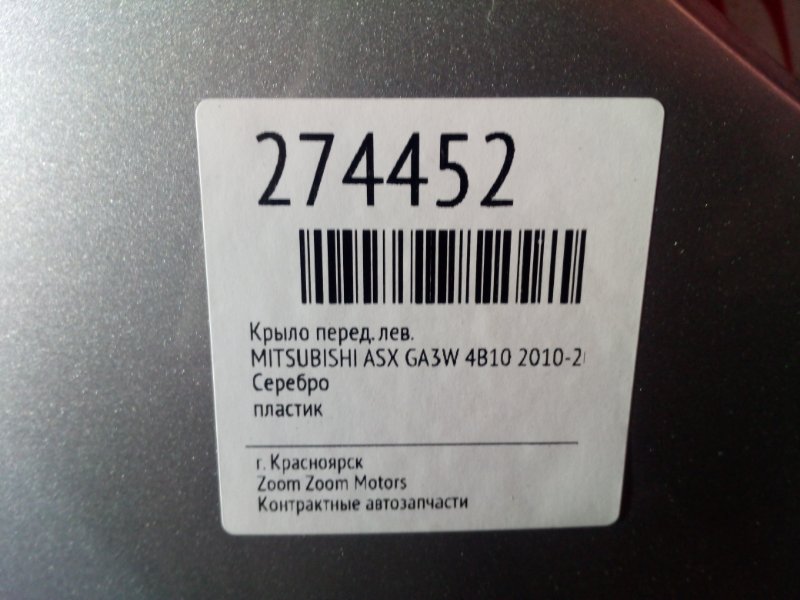 274452
Крыло перед. лев.
MITSUBISHI ASX GA3W 4B10 2010-2
Серебро
пластик
г. Красноярск
Zoom Zoom Motors
Контрактные автозапчасти